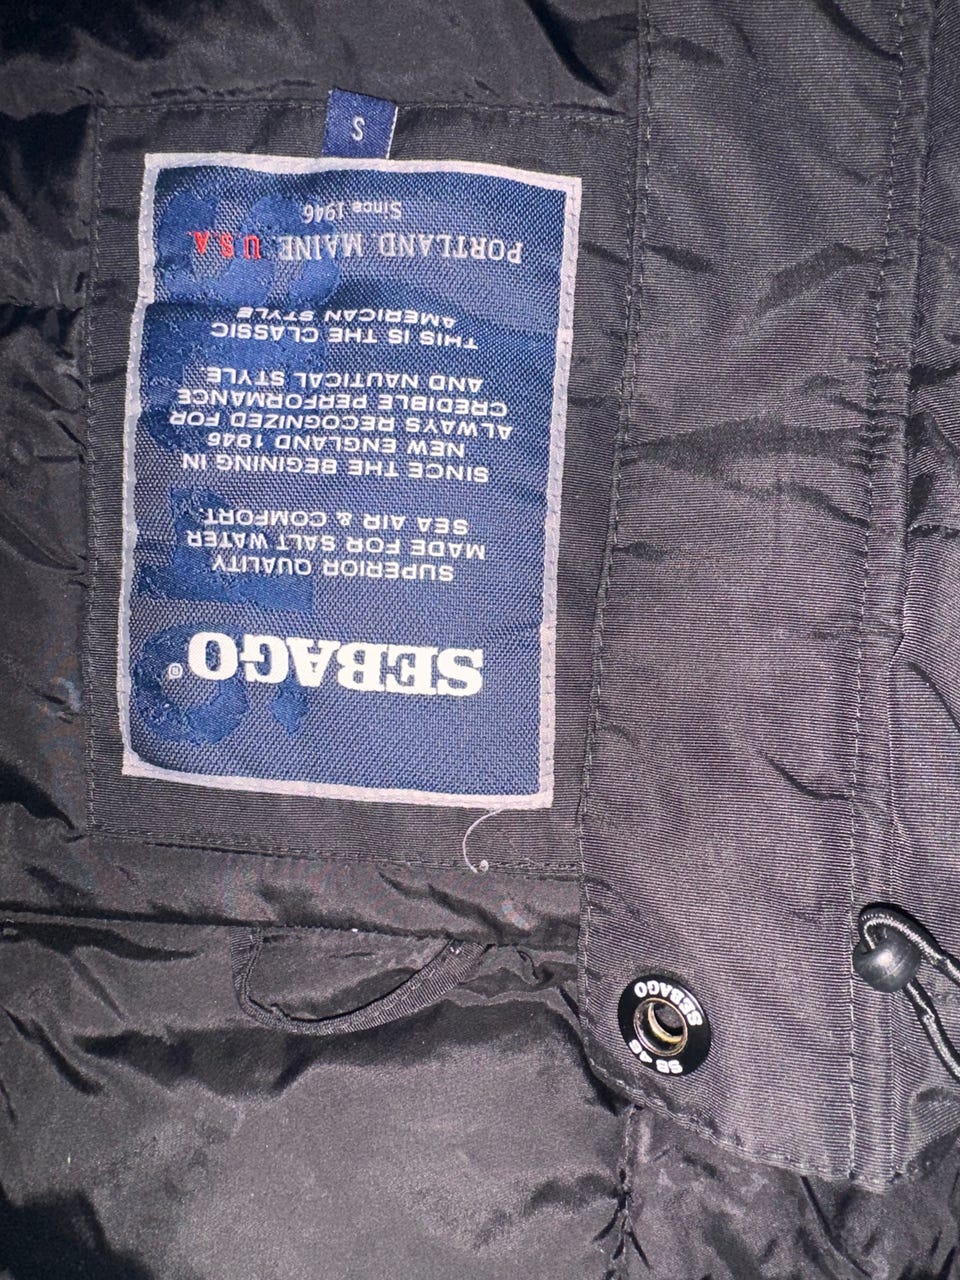 SEBAGO®
SUPERIOR QUALITY
MADE FOR SALT WATER
SEA AIR & COMFORT.
SINCE THE BEGINING IN
NEW ENGLAND 1946
ALWAYS RECOGNIZED FOR
CREDIBLE PERFORMANCE
AND NAUTICAL STYLE.
THIS IS THE CLASSIC
AMERICAN STYLE
PORTLAND MAINE U.S.A.
Since 1946
S
SEBAGO
SB 46